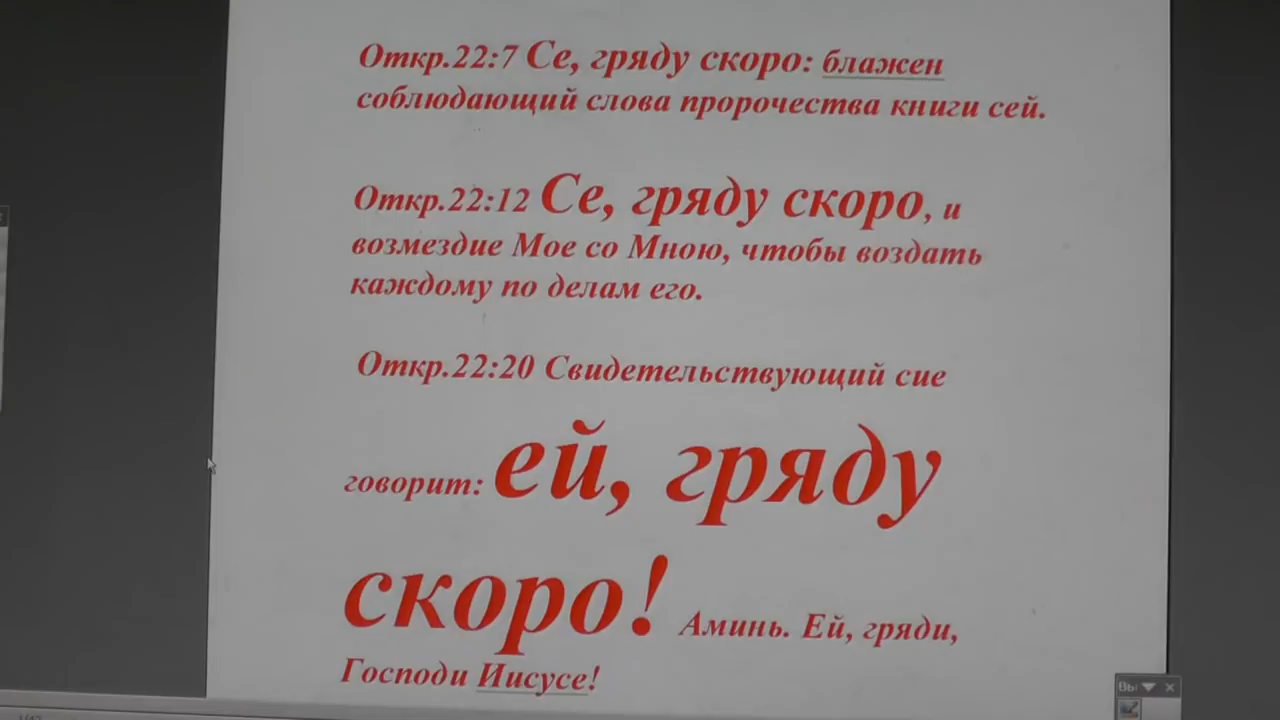 Откр.22:7 Се, гряду скоро: блажен
соблюдающий слова пророчества книги сей.
Откр.22:12 Се, гряду скоро, и
возмездие Мое со Мною, чтобы воздать
каждому по делам его.
Откр.22:20 Свидетельствующий сие
говорит: ей, гряду
скоро! Аминь. Ей, гряди,
Господи Иисусе!
Вы